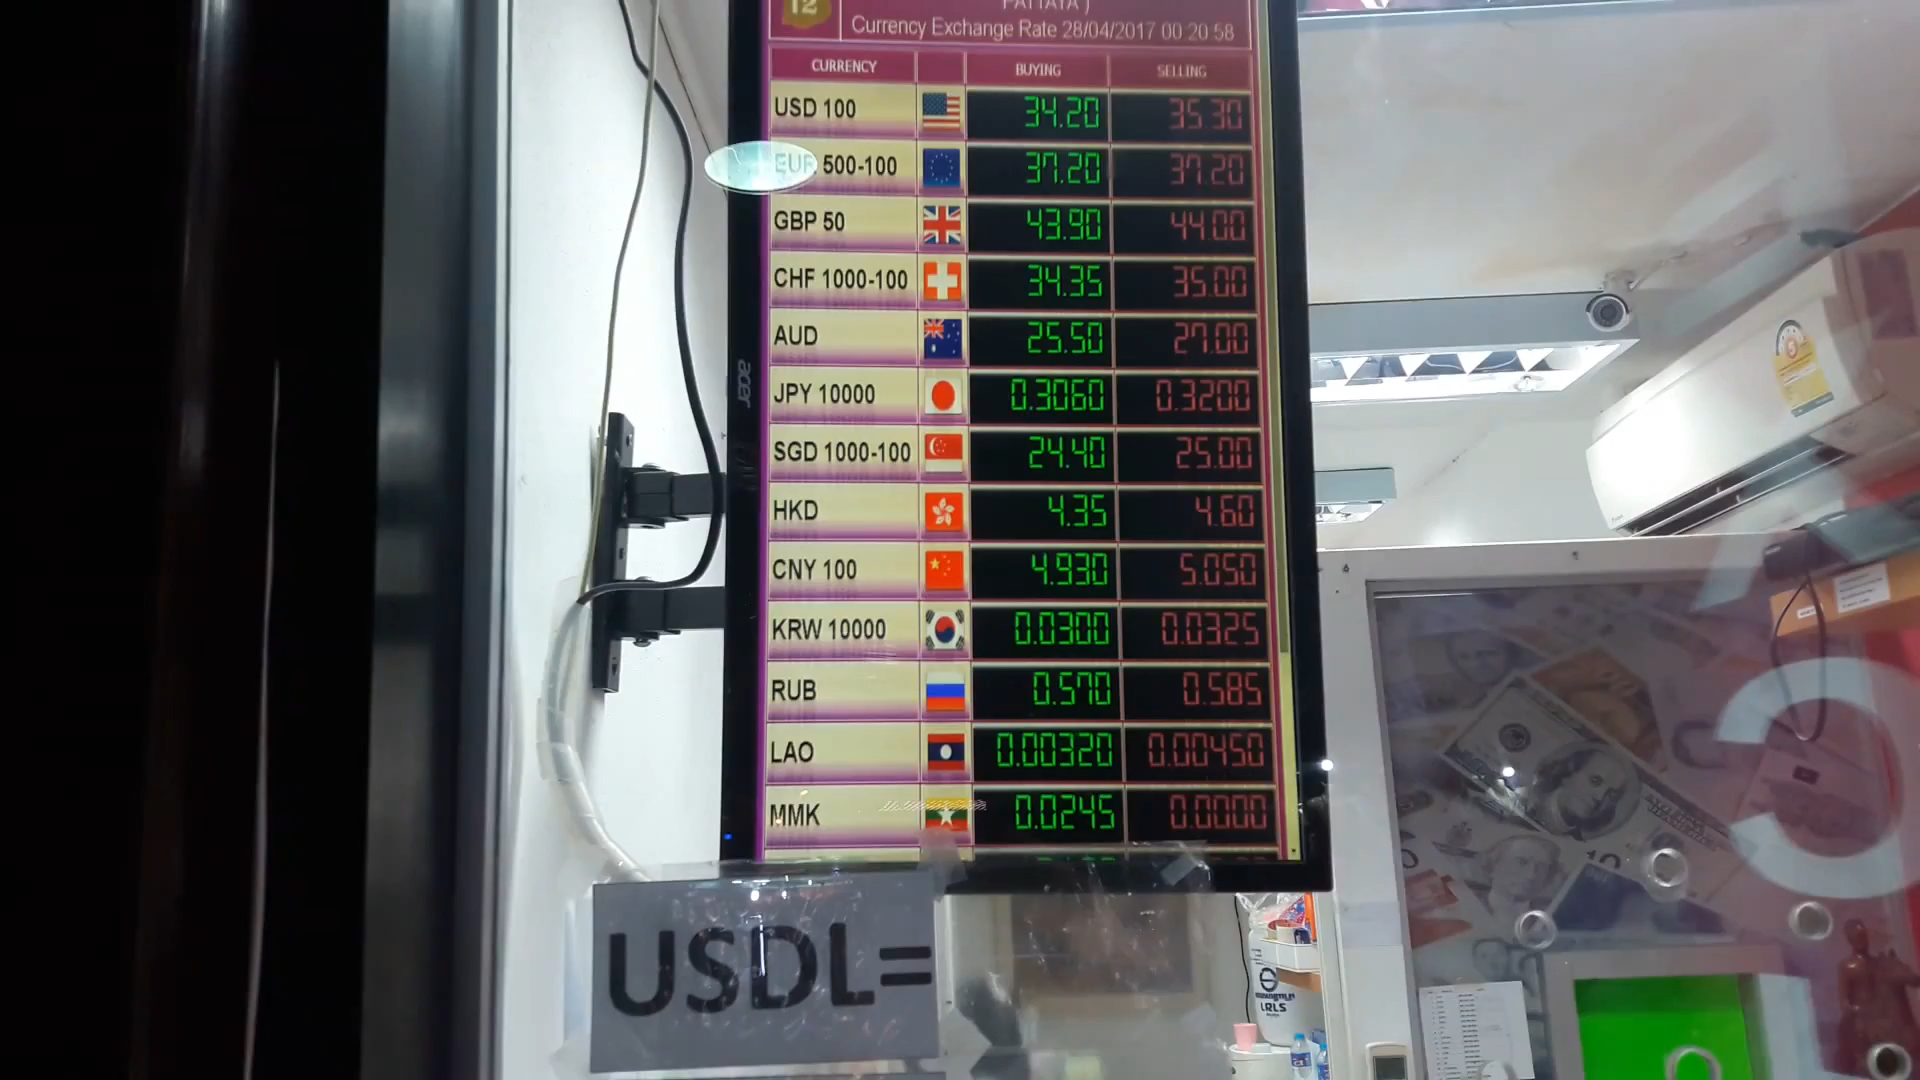 12
PATTAYA )
Currency Exchange Rate 28/04/2017 00:20:58
CURRENCY BUYING SELLING
USD 100 34.20 35.30
EUR 500-100 37.20 37.20
GBP 50 43.90 44.00
CHF 1000-100 34.35 35.00
AUD 25.50 27.00
JPY 10000 0.3060 0.3200
SGD 1000-100 24.40 25.00
HKD 4.35 4.60
CNY 100 4.930 5.050
KRW 10000 0.0300 0.0325
RUB 0.570 0.585
LAO 0.00320 0.00450
MMK 0.0245 0.0000
acer
USDL=
LRLS